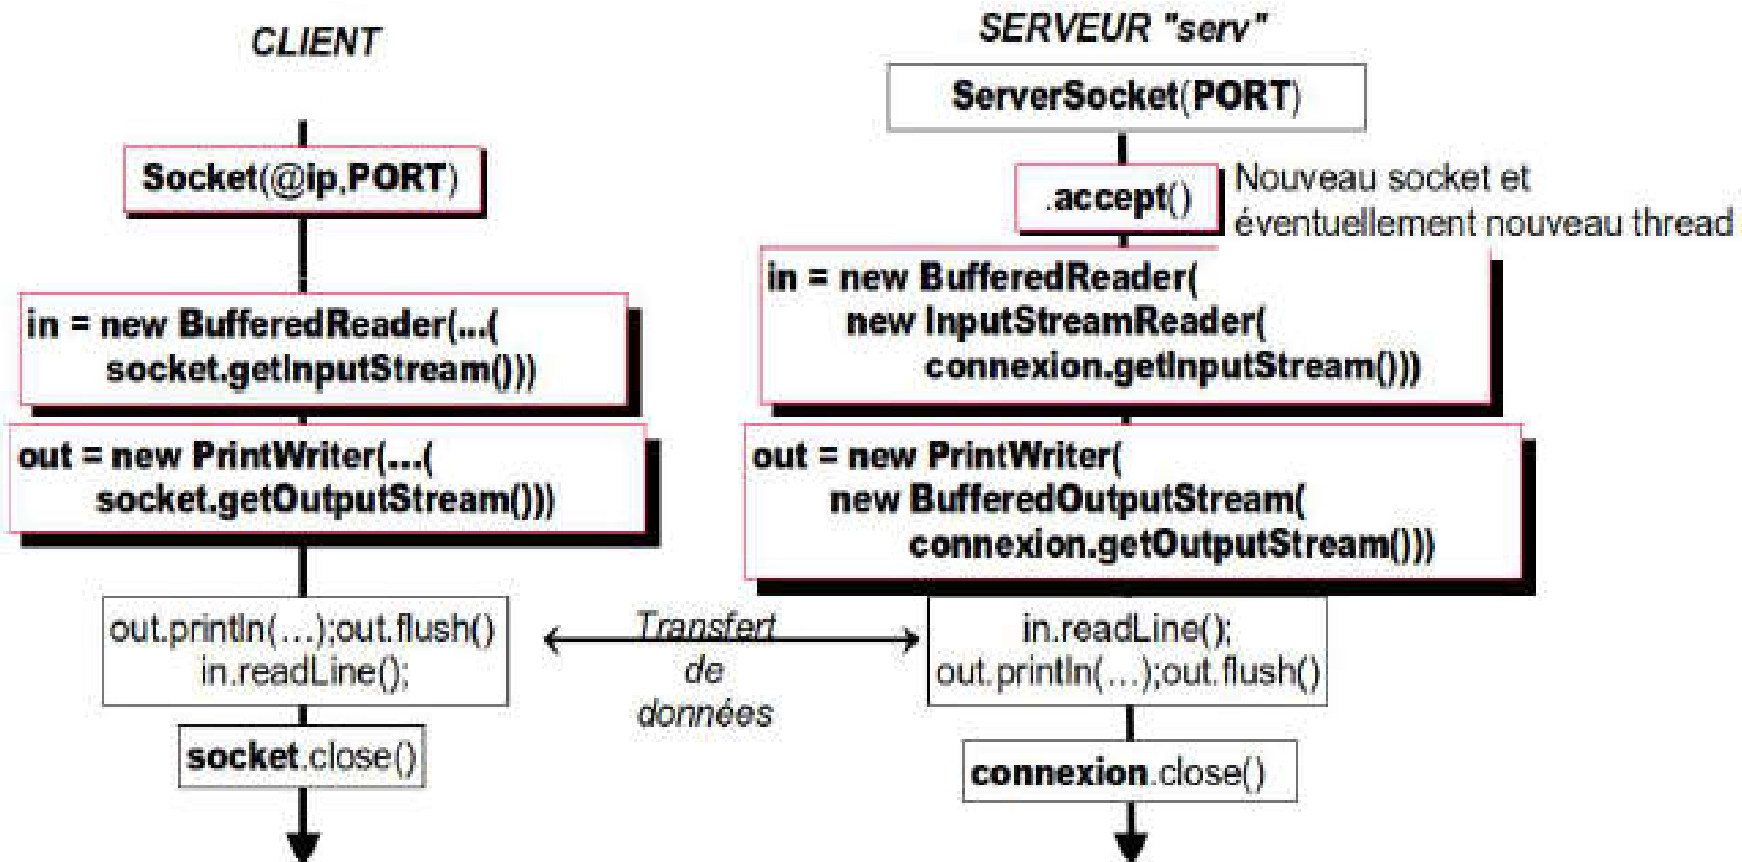 CLIENT
Socket(@ip,PORT)
in = new BufferedReader(...(
socket.getInputStream()))
out = new PrintWriter(...(
socket.getOutputStream()))
out.println(...);out.flush()
in.readLine();
socket.close()
Transfert
de
données
SERVEUR "serv"
ServerSocket(PORT)
.accept()
Nouveau socket et
éventuellement nouveau thread
in = new BufferedReader(
new InputStreamReader(
connexion.getInputStream()))
out = new PrintWriter(
new BufferedOutputStream(
connexion.getOutputStream()))
in.readLine();
out.println(...);out.flush()
connexion.close()